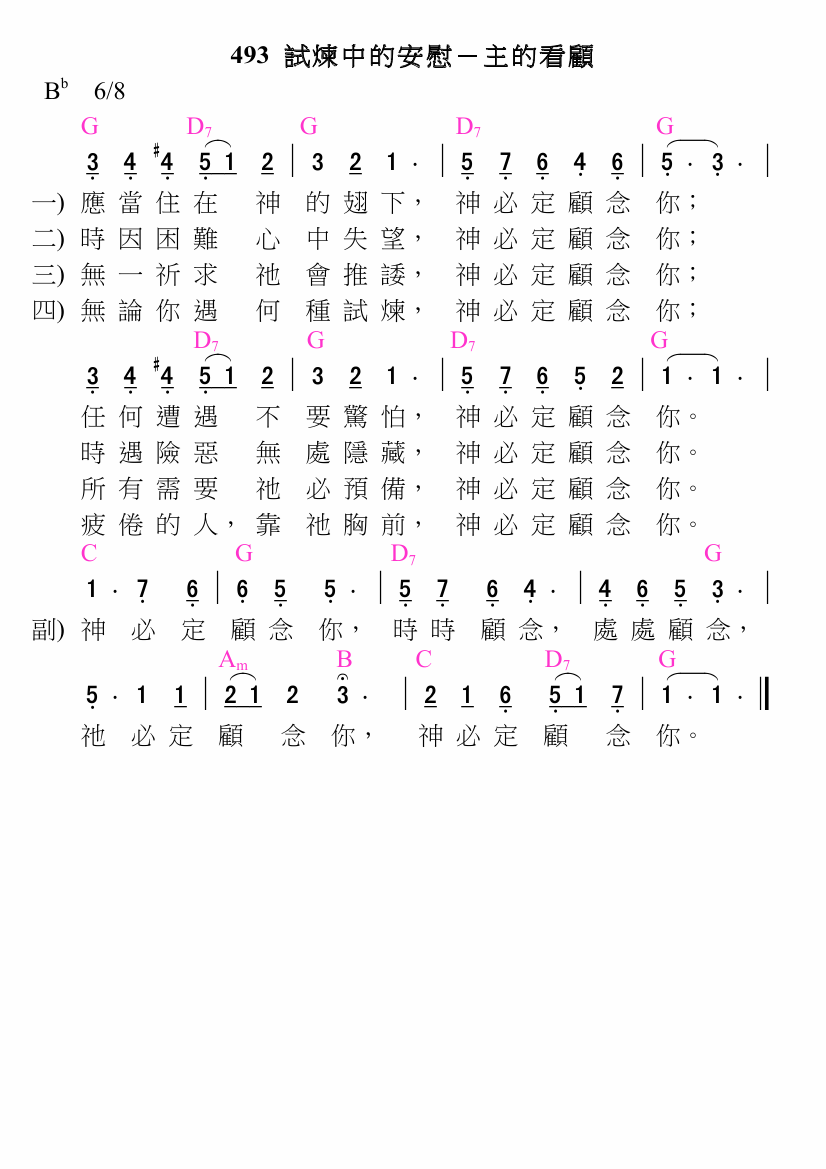 493 試煉中的安慰－主的看顧
Bb 6/8
G D7 G D7 G
3 4 #4 5 1 2 | 3 2 1 · | 5 7 6 4 6 | 5 · 3 · |
一) 應當住在神的翅下，神必定顧念你；
二) 時因困難心中失望，神必定顧念你；
三) 無一祈求祂會推諉，神必定顧念你；
四) 無論你遇何種試煉，神必定顧念你；
D7 G D7 G
3 4 #4 5 1 2 | 3 2 1 · | 5 7 6 5 2 | 1 · 1 · |
任何遭遇不要驚怕，神必定顧念你。
時遇險惡無處隱藏，神必定顧念你。
所有需要祂必預備，神必定顧念你。
疲倦的人，靠祂胸前，神必定顧念你。
C G D7 G
1 · 7 6 | 6 5 5 · | 5 7 6 4 · | 4 6 5 3 · |
副) 神必定顧念你，時時顧念，處處顧念，
Am B C D7 G
5 · 1 1 | 2 1 2 3 · | 2 1 6 5 1 7 | 1 · 1 · ‖
祂必定顧念你，神必定顧念你。